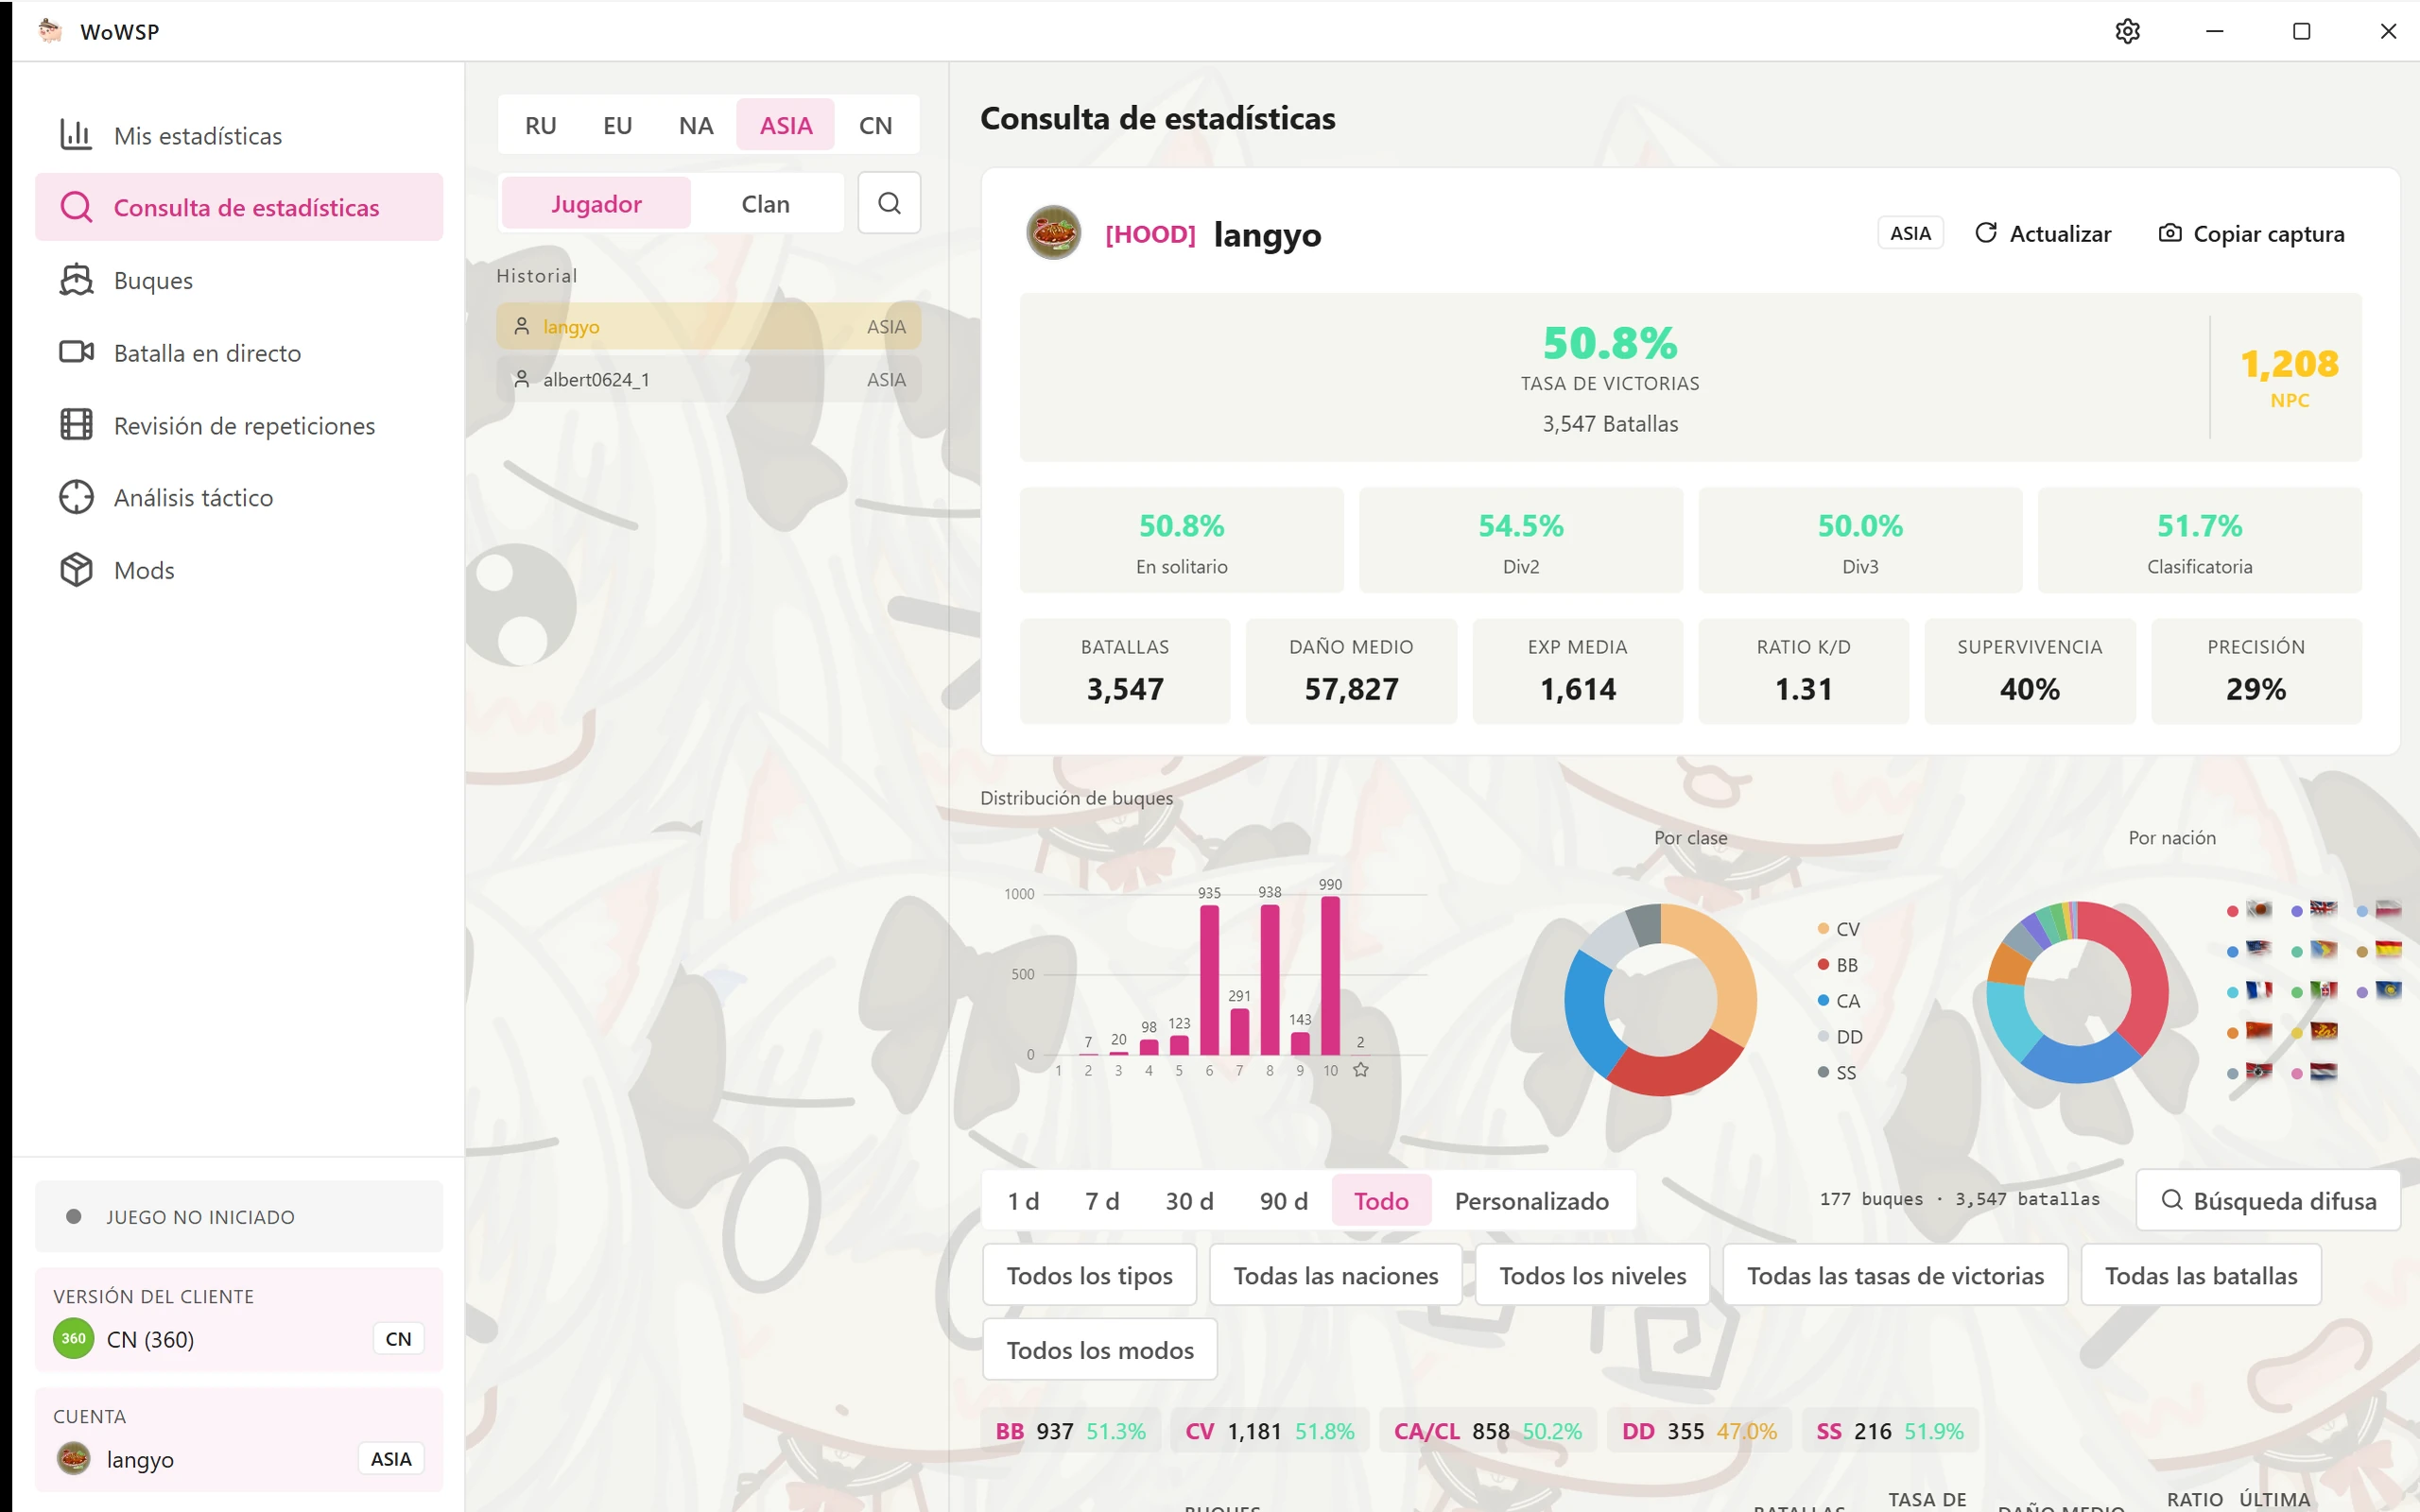 WoWSP
Mis estadísticas
Consulta de estadísticas
Buques
Batalla en directo
Revisión de repeticiones
Análisis táctico
Mods
JUEGO NO INICIADO
VERSIÓN DEL CLIENTE
360 CN (360) CN
CUENTA
langyo ASIA
RU EU NA ASIA CN
Jugador Clan
Historial
langyo ASIA
albert0624_1 ASIA
Consulta de estadísticas
[HOOD] langyo ASIA Actualizar Copiar captura
50.8%
TASA DE VICTORIAS
3,547 Batallas
1,208
NPC
50.8% 54.5% 50.0% 51.7%
En solitario Div2 Div3 Clasificatoria
BATALLAS DAÑO MEDIO EXP MEDIA RATIO K/D SUPERVIVENCIA PRECISIÓN
3,547 57,827 1,614 1.31 40% 29%
Distribución de buques
1000
500
0
7 20 98 123 935 291 938 143 990 2
1 2 3 4 5 6 7 8 9 10
Por clase
CV
BB
CA
DD
SS
Por nación
1 d 7 d 30 d 90 d Todo Personalizado 177 buques · 3,547 batallas Búsqueda difusa
Todos los tipos Todas las naciones Todos los niveles Todas las tasas de victorias Todas las batallas
Todos los modos
BB 937 51.3% CV 1,181 51.8% CA/CL 858 50.2% DD 355 47.0% SS 216 51.9%
BUQUES BATALLAS TASA DE DAÑO MEDIO RATIO ÚLTIMA